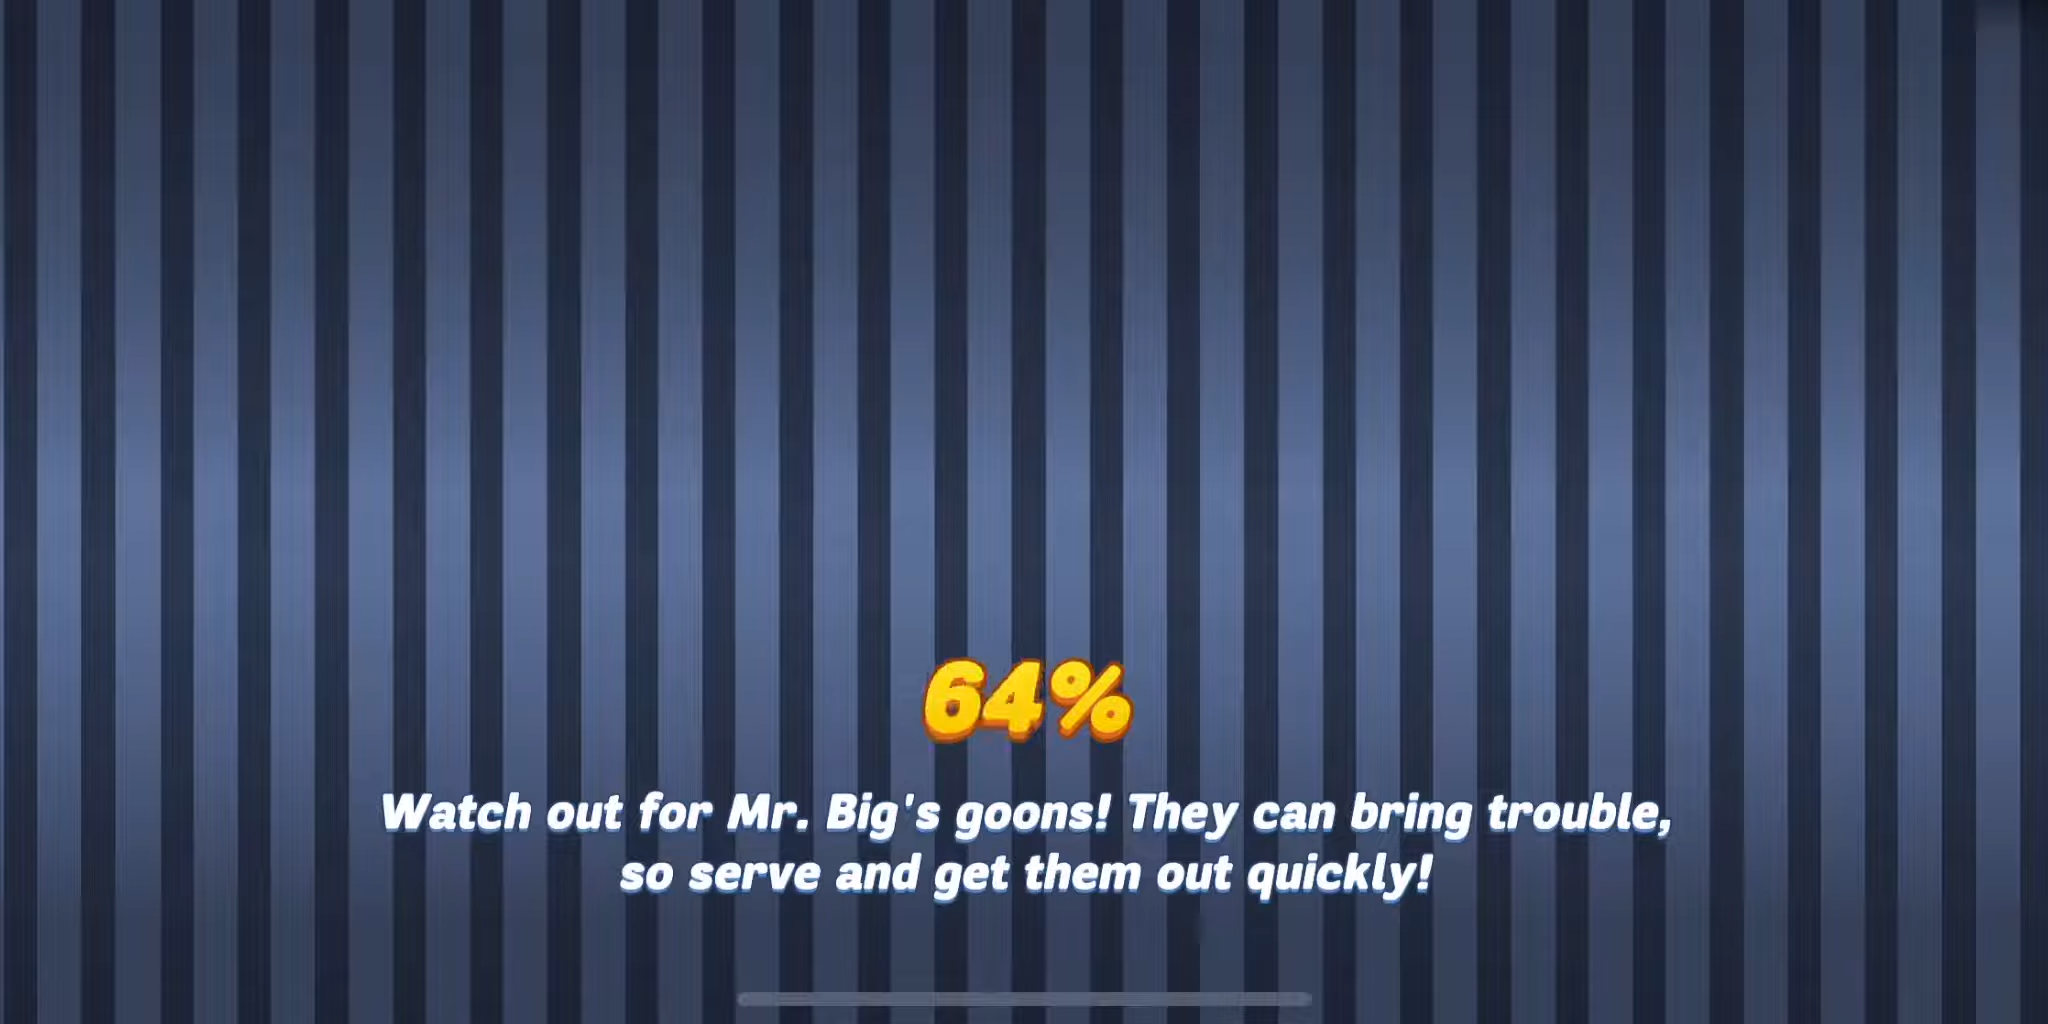 64%
Watch out for Mr. Big's goons! They can bring trouble,
so serve and get them out quickly!